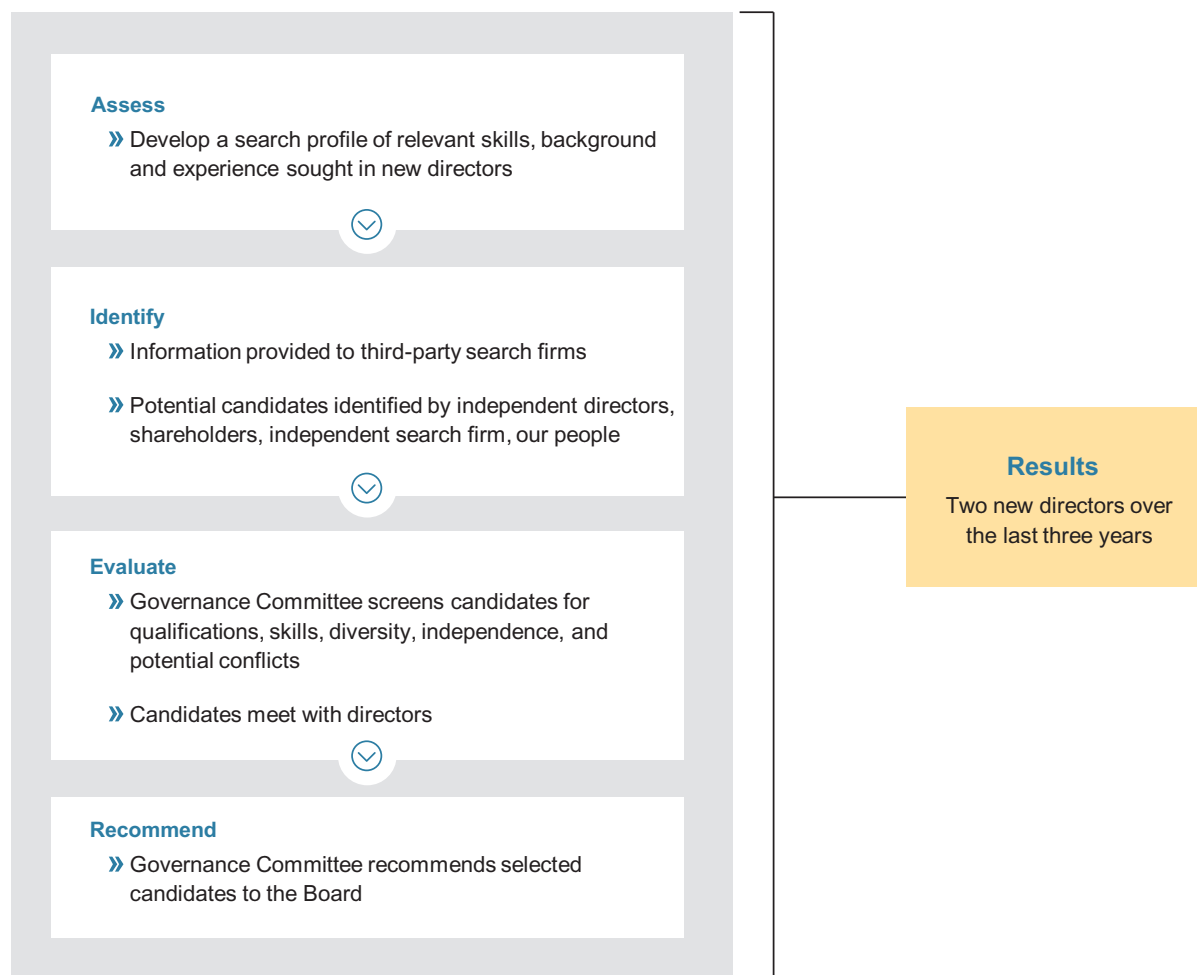 Assess
Develop a search profile of relevant skills, background
and experience sought in new directors
Identify
Information provided to third-party search firms
Potential candidates identified by independent directors,
shareholders, independent search firm, our people
Evaluate
Governance Committee screens candidates for
qualifications, skills, diversity, independence, and
potential conflicts
Candidates meet with directors
Recommend
Governance Committee recommends selected
candidates to the Board
Results
Two new directors over
the last three years